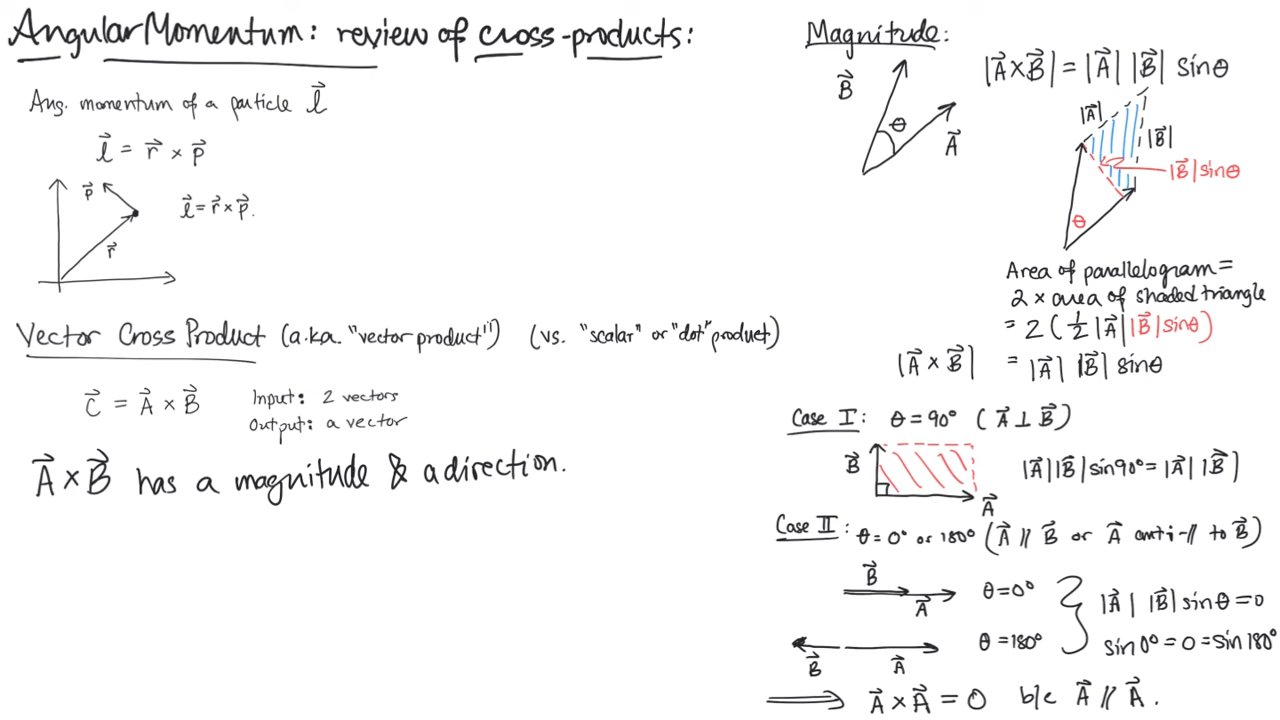 Angular Momentum: review of cross-products:
Ang. momentum of a particle l⃗
l⃗ = r⃗ × p⃗
p⃗
l⃗ = r⃗ × p⃗.
r⃗
Vector Cross Product (a.k.a. "vector product") (vs. "scalar" or "dot" product)
C⃗ = A⃗ × B⃗
Input: 2 vectors
Output: a vector
A⃗ × B⃗ has a magnitude & a direction.
Magnitude:
B⃗
θ
A⃗
|A⃗ × B⃗| = |A⃗| |B⃗| sinθ
|A⃗|
|B⃗|
|B⃗| sinθ
θ
Area of parallelogram =
2 × area of shaded triangle
= 2 ( ½ |A⃗| |B⃗| sinθ )
|A⃗ × B⃗| = |A⃗| |B⃗| sinθ
Case I: θ = 90° ( A⃗ ⊥ B⃗ )
B⃗
A⃗
|A⃗| |B⃗| sin90° = |A⃗| |B⃗|
Case II: θ = 0° or 180° ( A⃗ // B⃗ or A⃗ anti-// to B⃗ )
B⃗
A⃗
θ = 0°
|A⃗| |B⃗| sinθ = 0
B⃗
A⃗
θ = 180°
sin 0° = 0 = sin 180°
⟹ A⃗ × A⃗ = 0 b/c A⃗ // A⃗.